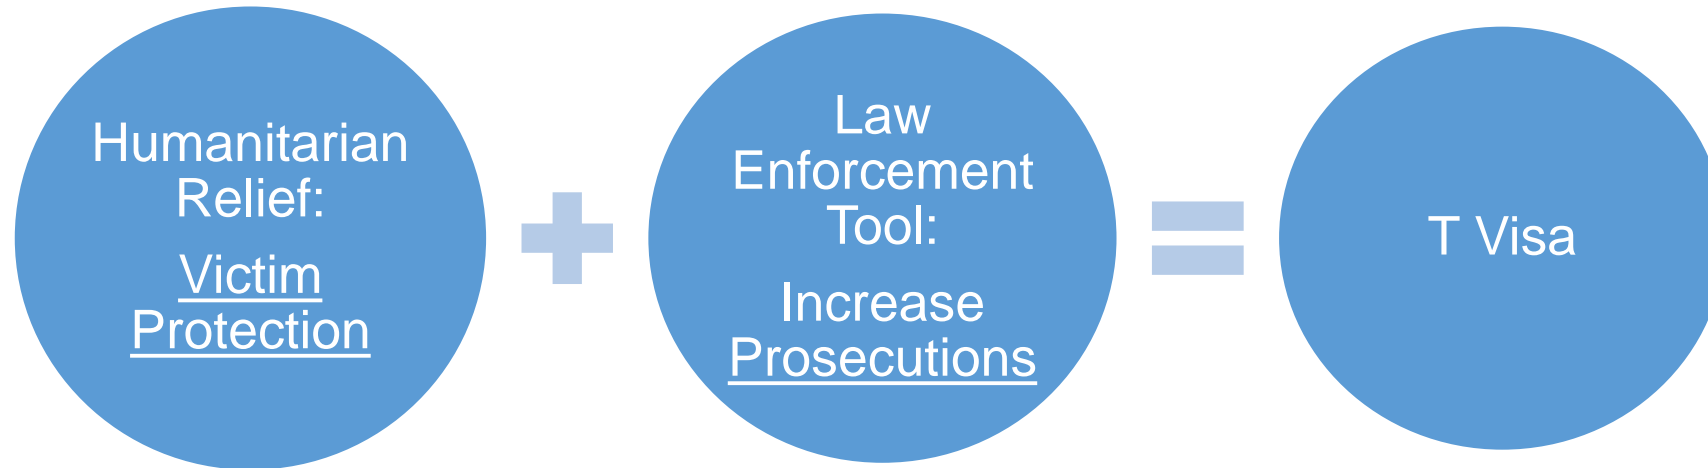 Humanitarian
Relief:
Victim
Protection
Law
Enforcement
Tool:
Increase
Prosecutions
T Visa